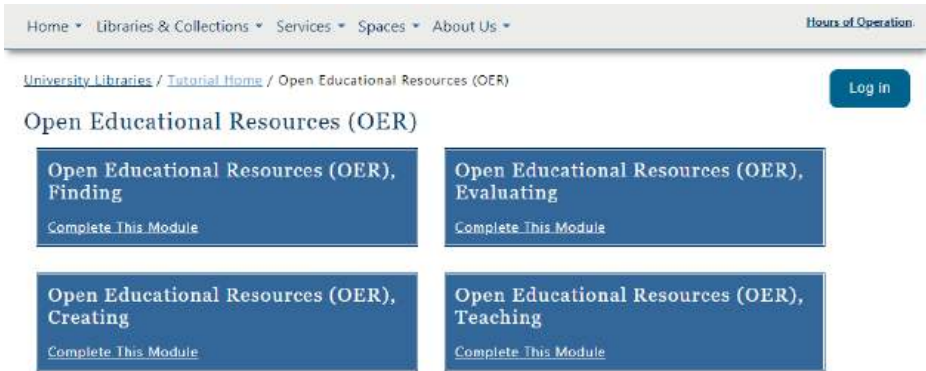 Home Libraries & Collections Services Spaces About Us Hours of Operation
University Libraries / Tutorial Home / Open Educational Resources (OER)
Log in
Open Educational Resources (OER)
Open Educational Resources (OER),
Finding
Complete This Module
Open Educational Resources (OER),
Evaluating
Complete This Module
Open Educational Resources (OER),
Creating
Complete This Module
Open Educational Resources (OER),
Teaching
Complete This Module